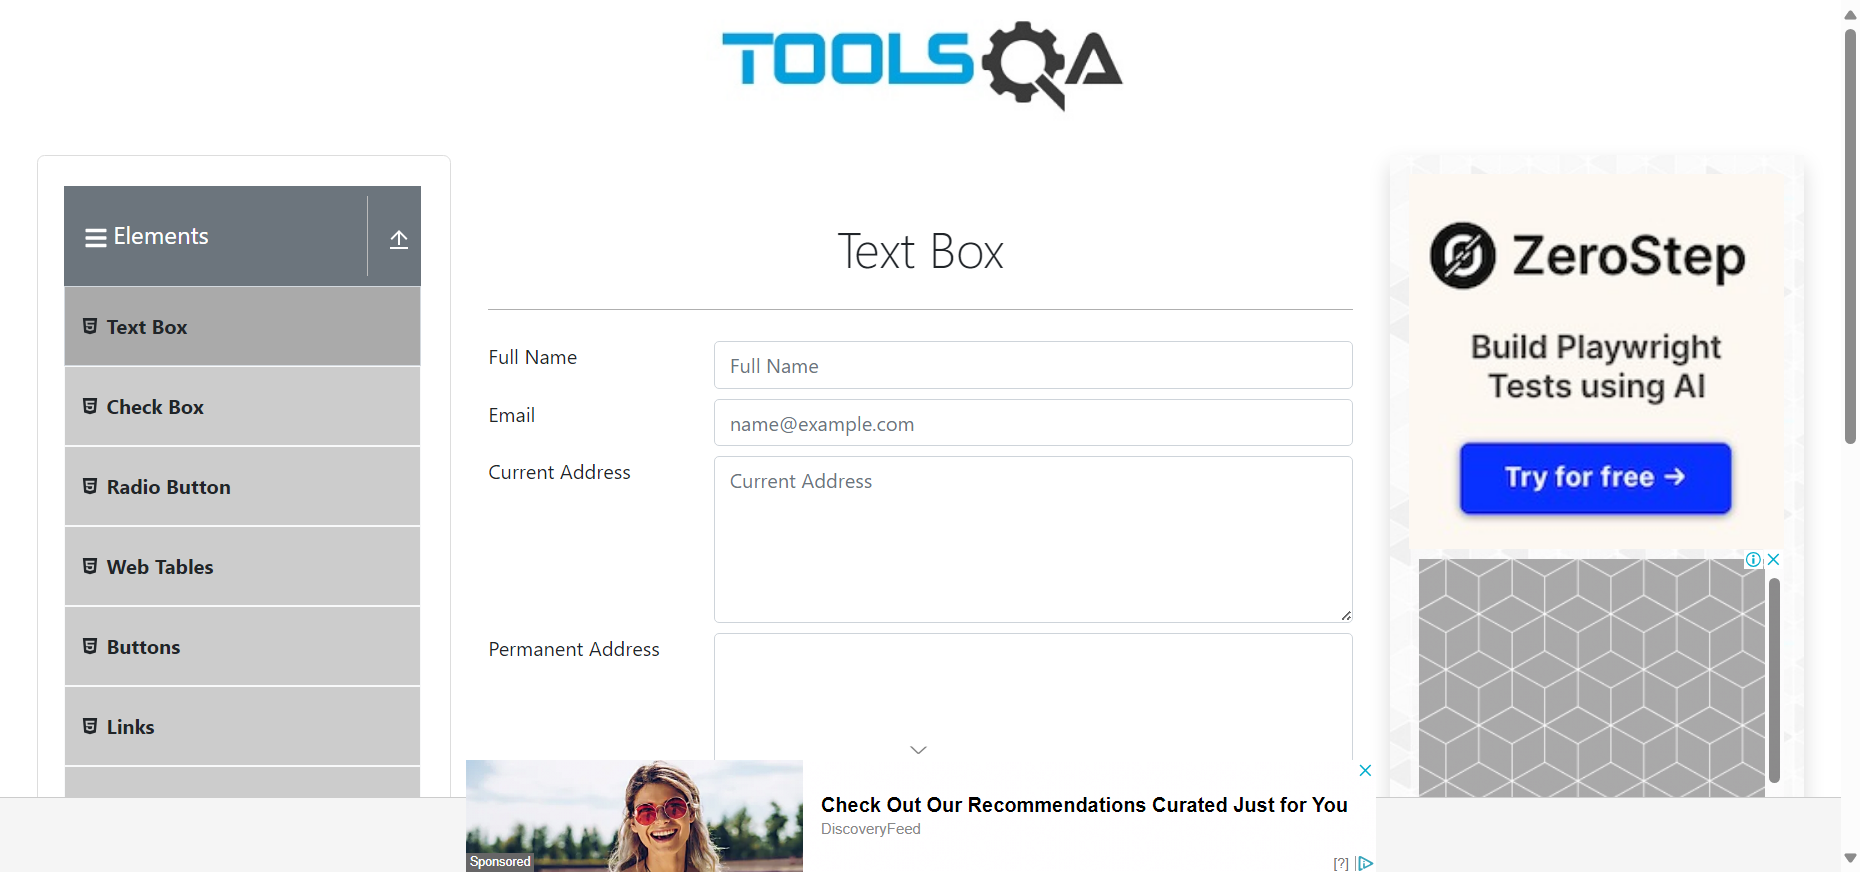 TOOLSQA
Elements
Text Box
Check Box
Radio Button
Web Tables
Buttons
Links
Text Box
Full Name
Full Name
Email
name@example.com
Current Address
Current Address
Permanent Address
ZeroStep
Build Playwright
Tests using AI
Try for free →
Sponsored
Check Out Our Recommendations Curated Just for You
DiscoveryFeed
[?]